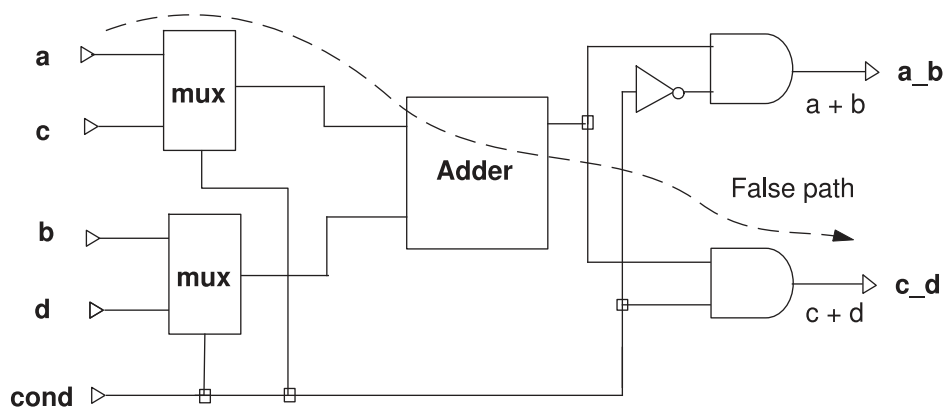 a
mux
c
b
mux
d
cond
Adder
a_b
a + b
False path
c_d
c + d